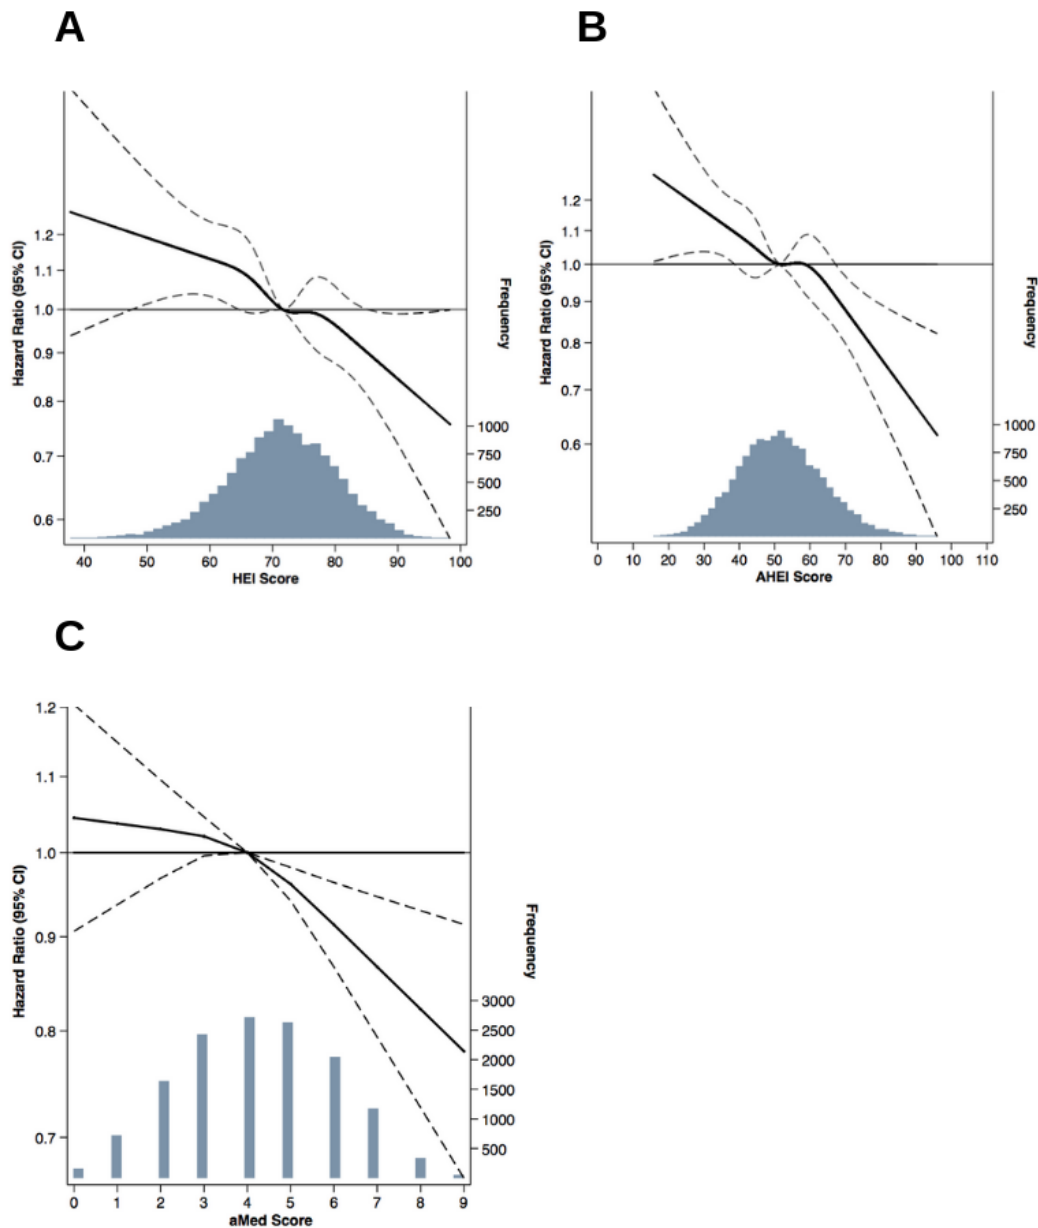 A
B
Hazard Ratio (95% CI)
1.2
1.1
1.0
0.9
0.8
0.7
0.6
Frequency
1000
750
500
250
40 50 60 70 80 90 100
HEI Score
Hazard Ratio (95% CI)
1.2
1.1
1.0
0.9
0.8
0.7
0.6
Frequency
1000
750
500
250
0 10 20 30 40 50 60 70 80 90 100 110
AHEI Score
C
Hazard Ratio (95% CI)
1.2
1.1
1.0
0.9
0.8
0.7
Frequency
3000
2500
2000
1500
1000
500
0 1 2 3 4 5 6 7 8 9
aMed Score